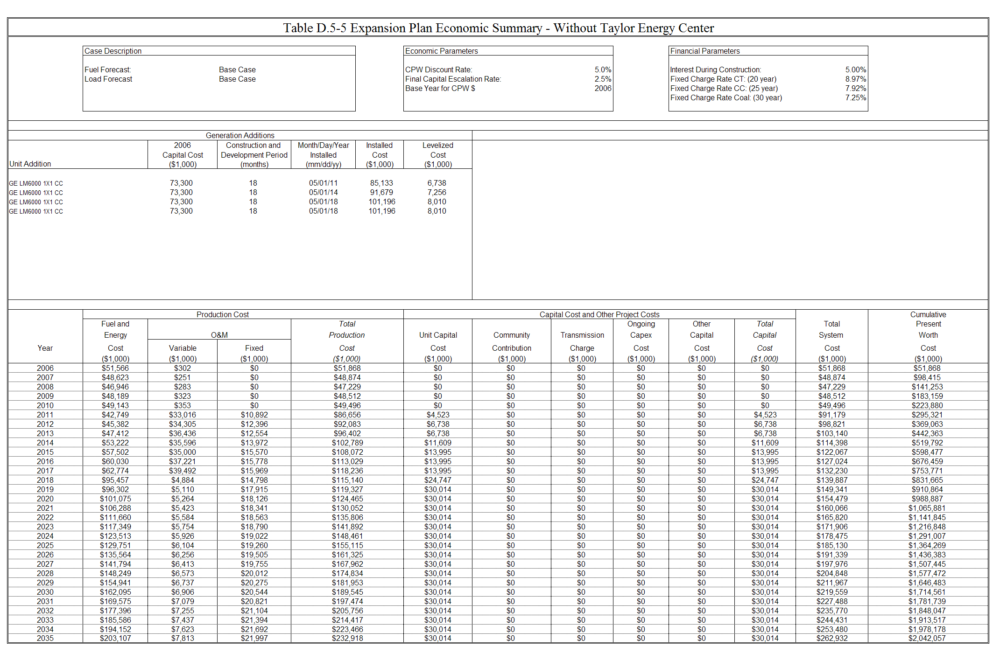 Table D.5-5 Expansion Plan Economic Summary - Without Taylor Energy Center
Case Description Economic Parameters Financial Parameters
Fuel Forecast: Base Case CPW Discount Rate: 5.0% Interest During Construction: 5.00%
Load Forecast Base Case Final Capital Escalation Rate: 2.5% Fixed Charge Rate CT: (20 year) 8.97%
Base Year for CPW $ 2006 Fixed Charge Rate CC: (25 year) 7.92%
Fixed Charge Rate Coal: (30 year) 7.25%
Generation Additions
2006 Construction and Month/Day/Year Installed Levelized
Capital Cost Development Period Installed Cost Cost
Unit Addition ($1,000) (months) (mm/dd/yy) ($1,000) ($1,000)
GE LM6000 1X1 CC 73,300 18 05/01/11 85,133 6,738
GE LM6000 1X1 CC 73,300 18 05/01/14 91,679 7,256
GE LM6000 1X1 CC 73,300 18 05/01/18 101,196 8,010
GE LM6000 1X1 CC 73,300 18 05/01/18 101,196 8,010
Production Cost Capital Cost and Other Project Costs Cumulative
Fuel and Total Ongoing Other Total Total Present
Energy O&M Production Unit Capital Community Transmission Capex Capital Capital System Worth
Year Cost Variable Fixed Cost Cost Contribution Charge Cost Cost Cost Cost Cost
($1,000) ($1,000) ($1,000) ($1,000) ($1,000) ($1,000) ($1,000) ($1,000) ($1,000) ($1,000) ($1,000) ($1,000)
2006 $51,566 $302 $0 $51,868 $0 $0 $0 $0 $0 $0 $51,868 $51,868
2007 $48,623 $251 $0 $48,874 $0 $0 $0 $0 $0 $0 $48,874 $98,415
2008 $46,946 $283 $0 $47,229 $0 $0 $0 $0 $0 $0 $47,229 $141,253
2009 $48,189 $323 $0 $48,512 $0 $0 $0 $0 $0 $0 $48,512 $183,159
2010 $49,143 $353 $0 $49,496 $0 $0 $0 $0 $0 $0 $49,496 $223,880
2011 $42,749 $33,016 $10,892 $86,656 $4,523 $0 $0 $0 $0 $4,523 $91,179 $295,321
2012 $45,382 $34,305 $12,396 $92,083 $6,738 $0 $0 $0 $0 $6,738 $98,821 $369,063
2013 $47,412 $36,436 $12,554 $96,402 $6,738 $0 $0 $0 $0 $6,738 $103,140 $442,363
2014 $53,222 $35,596 $13,972 $102,789 $11,609 $0 $0 $0 $0 $11,609 $114,398 $519,792
2015 $57,502 $35,000 $15,570 $108,072 $13,995 $0 $0 $0 $0 $13,995 $122,067 $598,477
2016 $60,030 $37,221 $15,778 $113,029 $13,995 $0 $0 $0 $0 $13,995 $127,024 $676,459
2017 $62,774 $39,492 $15,969 $118,236 $13,995 $0 $0 $0 $0 $13,995 $132,230 $753,771
2018 $95,457 $4,884 $14,798 $115,140 $24,747 $0 $0 $0 $0 $24,747 $139,887 $831,665
2019 $96,302 $5,110 $17,915 $119,327 $30,014 $0 $0 $0 $0 $30,014 $149,341 $910,864
2020 $101,075 $5,264 $18,126 $124,465 $30,014 $0 $0 $0 $0 $30,014 $154,479 $988,887
2021 $106,288 $5,423 $18,341 $130,052 $30,014 $0 $0 $0 $0 $30,014 $160,066 $1,065,881
2022 $111,660 $5,584 $18,563 $135,806 $30,014 $0 $0 $0 $0 $30,014 $165,820 $1,141,845
2023 $117,349 $5,754 $18,790 $141,892 $30,014 $0 $0 $0 $0 $30,014 $171,906 $1,216,848
2024 $123,513 $5,926 $19,022 $148,461 $30,014 $0 $0 $0 $0 $30,014 $178,475 $1,291,007
2025 $129,751 $6,104 $19,260 $155,115 $30,014 $0 $0 $0 $0 $30,014 $185,130 $1,364,269
2026 $135,564 $6,256 $19,505 $161,325 $30,014 $0 $0 $0 $0 $30,014 $191,339 $1,436,383
2027 $141,794 $6,413 $19,755 $167,962 $30,014 $0 $0 $0 $0 $30,014 $197,976 $1,507,445
2028 $148,249 $6,573 $20,012 $174,834 $30,014 $0 $0 $0 $0 $30,014 $204,848 $1,577,472
2029 $154,941 $6,737 $20,275 $181,953 $30,014 $0 $0 $0 $0 $30,014 $211,967 $1,646,483
2030 $162,095 $6,906 $20,544 $189,545 $30,014 $0 $0 $0 $0 $30,014 $219,559 $1,714,561
2031 $169,575 $7,079 $20,821 $197,474 $30,014 $0 $0 $0 $0 $30,014 $227,488 $1,781,739
2032 $177,396 $7,255 $21,104 $205,756 $30,014 $0 $0 $0 $0 $30,014 $235,770 $1,848,047
2033 $185,586 $7,437 $21,394 $214,417 $30,014 $0 $0 $0 $0 $30,014 $244,431 $1,913,517
2034 $194,152 $7,623 $21,692 $223,466 $30,014 $0 $0 $0 $0 $30,014 $253,480 $1,978,178
2035 $203,107 $7,813 $21,997 $232,918 $30,014 $0 $0 $0 $0 $30,014 $262,932 $2,042,057